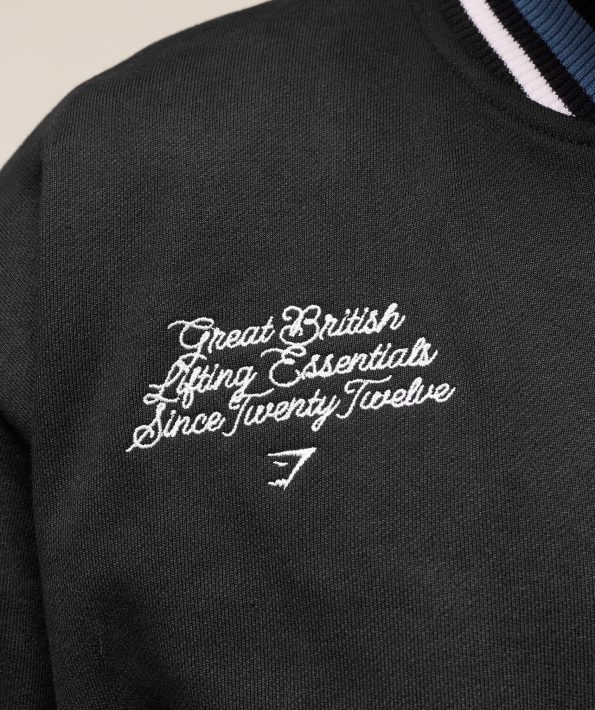 Great British
Lifting Essentials
Since Twenty Twelve